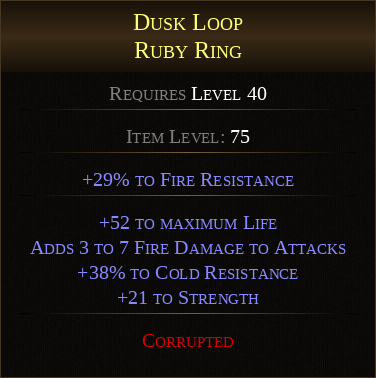 Dusk Loop
Ruby Ring
Requires Level 40
Item Level: 75
+29% to Fire Resistance
+52 to maximum Life
Adds 3 to 7 Fire Damage to Attacks
+38% to Cold Resistance
+21 to Strength
Corrupted